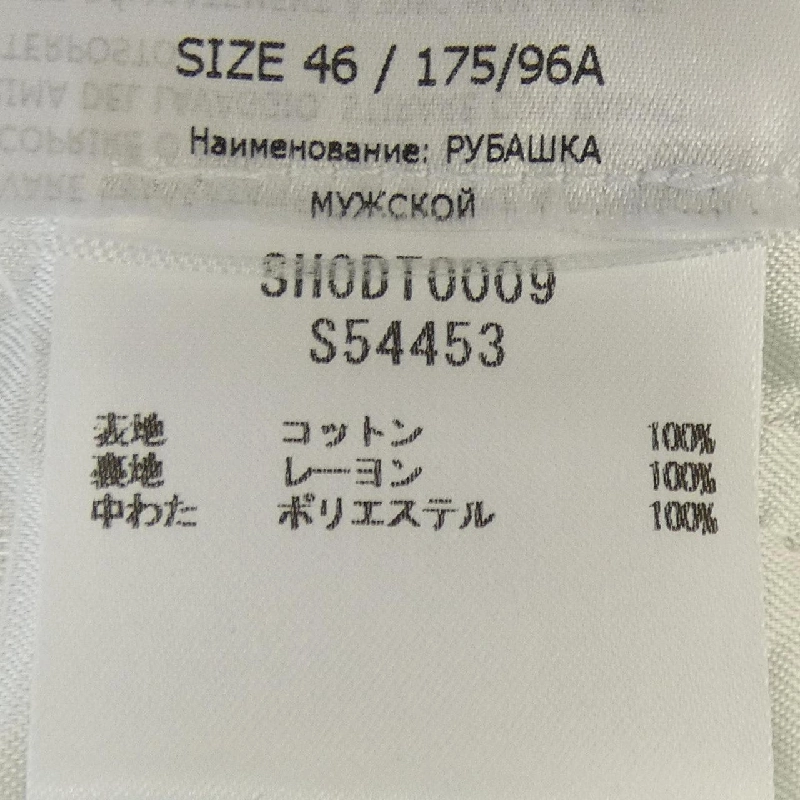 SIZE 46 / 175/96A
Наименование: РУБАШКА
МУЖСКОЙ
SH0DT0009
S54453
表地 コットン 100%
裏地 レーヨン 100%
中わた ポリエステル 100%